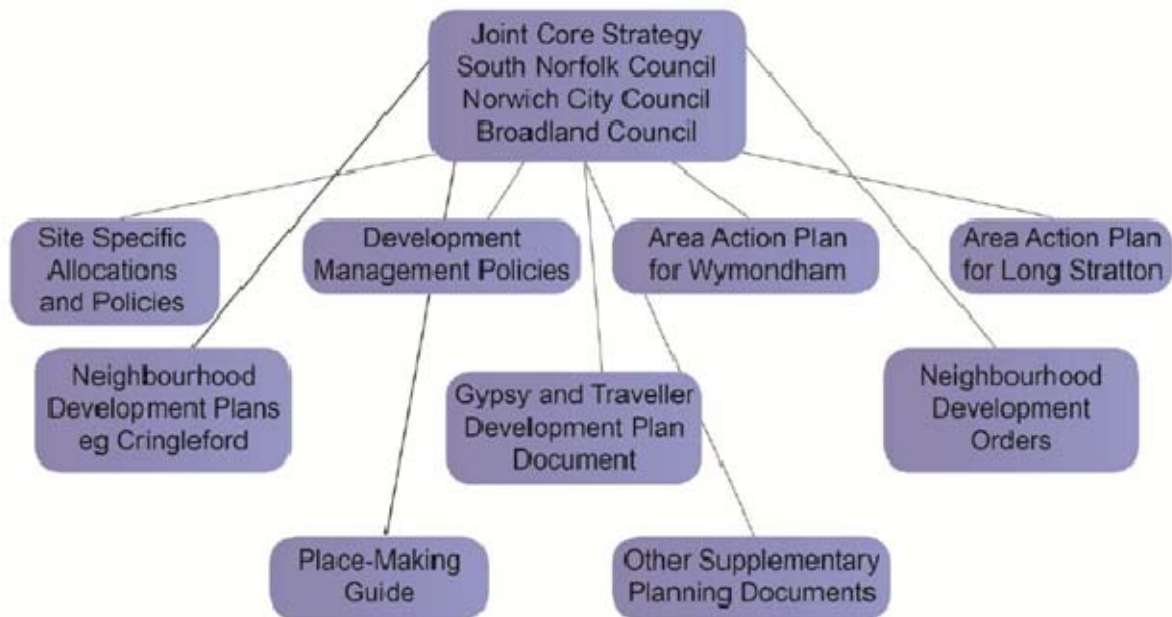 Joint Core Strategy
South Norfolk Council
Norwich City Council
Broadland Council
Site Specific
Allocations
and Policies
Development
Management Policies
Area Action Plan
for Wymondham
Area Action Plan
for Long Stratton
Neighbourhood
Development Plans
eg Cringleford
Gypsy and Traveller
Development Plan
Document
Neighbourhood
Development
Orders
Place-Making
Guide
Other Supplementary
Planning Documents